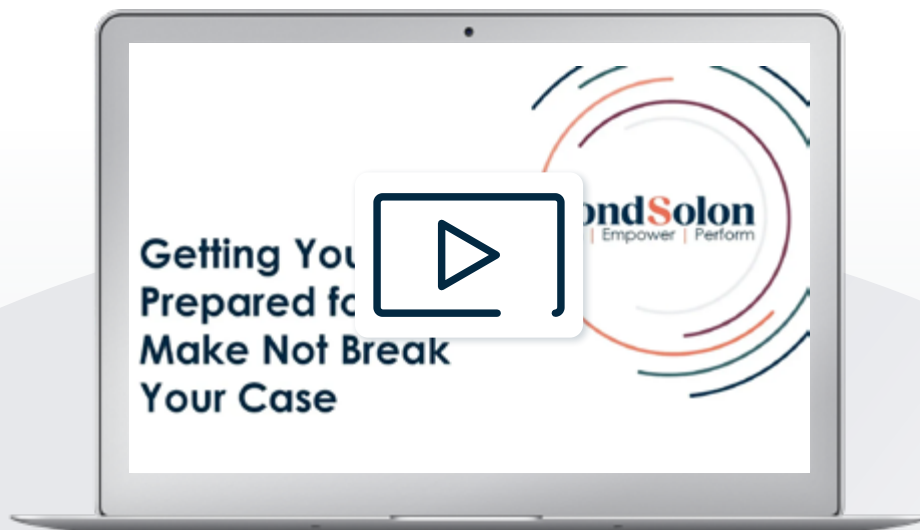 Getting You
Prepared fo
Make Not Break
Your Case
ondSolon
| Empower | Perform